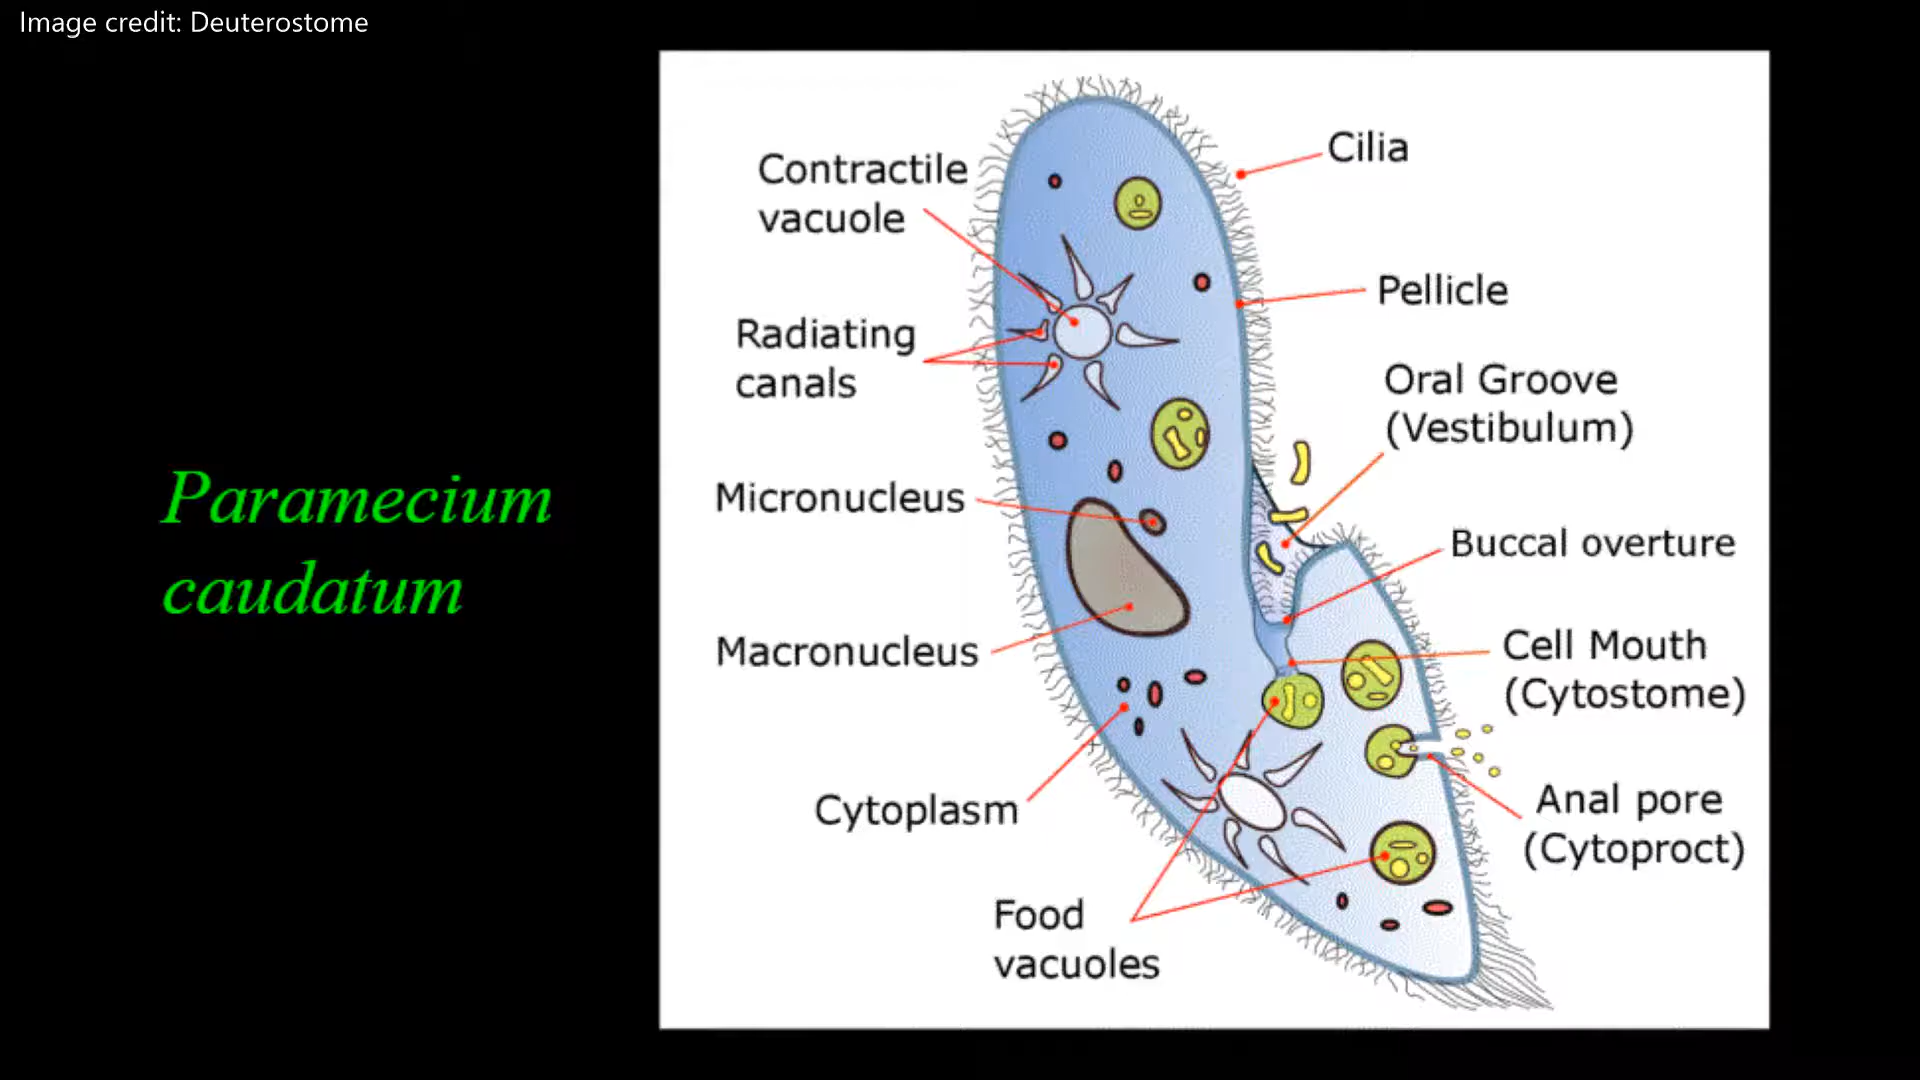 Image credit: Deuterostome
Paramecium
caudatum
Contractile
vacuole
Radiating
canals
Micronucleus
Macronucleus
Cytoplasm
Food
vacuoles
Cilia
Pellicle
Oral Groove
(Vestibulum)
Buccal overture
Cell Mouth
(Cytostome)
Anal pore
(Cytoproct)